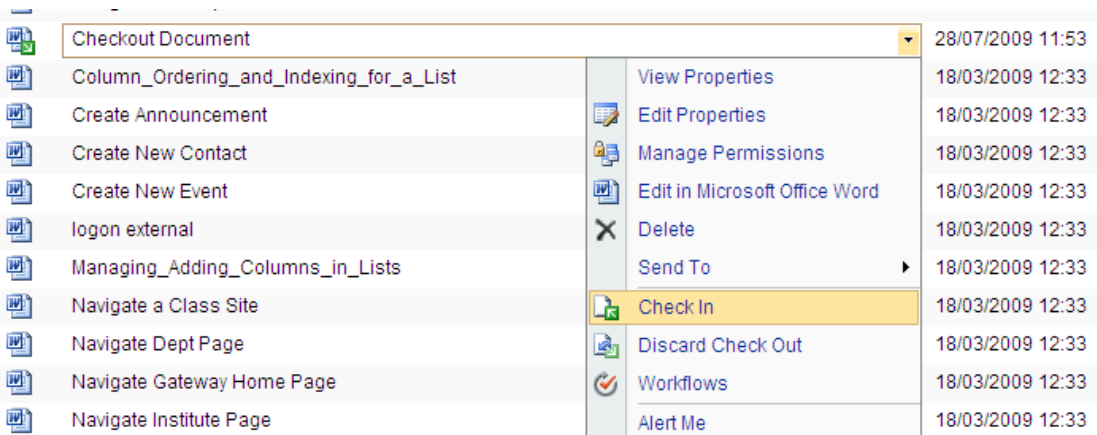 Checkout Document 28/07/2009 11:53
Column_Ordering_and_Indexing_for_a_List View Properties 18/03/2009 12:33
Create Announcement Edit Properties 18/03/2009 12:33
Create New Contact Manage Permissions 18/03/2009 12:33
Create New Event Edit in Microsoft Office Word 18/03/2009 12:33
logon external Delete 18/03/2009 12:33
Managing_Adding_Columns_in_Lists Send To 18/03/2009 12:33
Navigate a Class Site Check In 18/03/2009 12:33
Navigate Dept Page Discard Check Out 18/03/2009 12:33
Navigate Gateway Home Page Workflows 18/03/2009 12:33
Navigate Institute Page Alert Me 18/03/2009 12:33